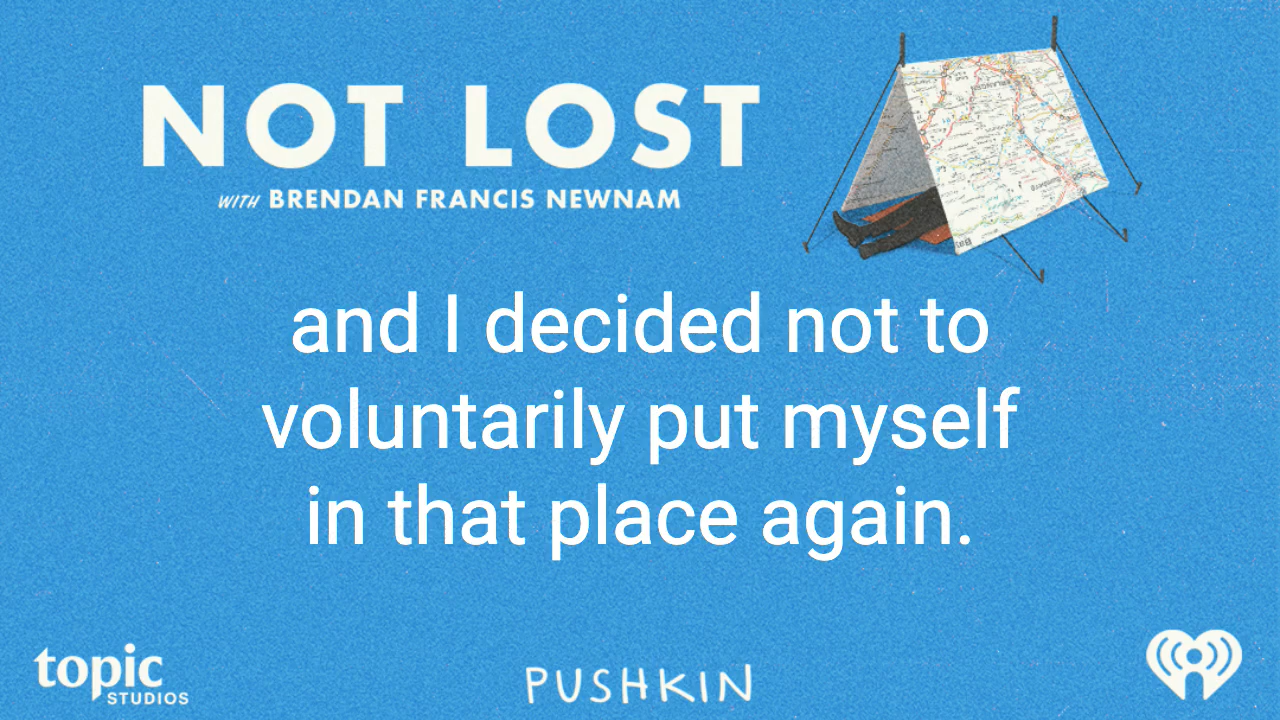 NOT LOST
WITH BRENDAN FRANCIS NEWNAM
and I decided not to
voluntarily put myself
in that place again.
topic
STUDIOS
PUSHKIN